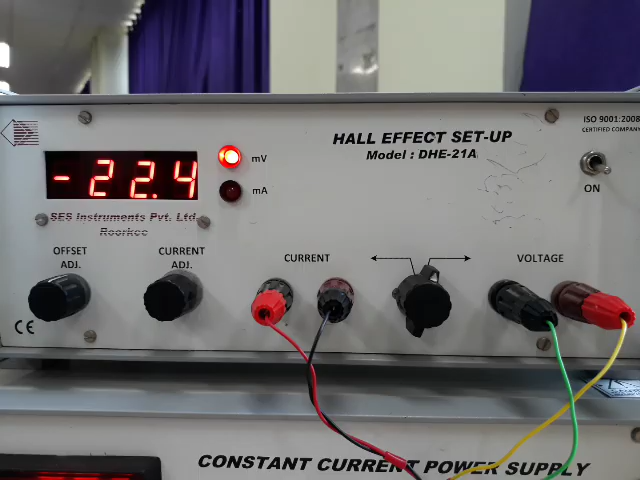 ISO 9001:2008
CERTIFIED COMPANY
HALL EFFECT SET-UP
Model : DHE-21A
-22.4
mV
mA
ON
SES Instruments Pvt. Ltd.
Roorkee
OFFSET
ADJ.
CURRENT
ADJ.
CURRENT
VOLTAGE
CE
CONSTANT CURRENT POWER SUPPLY